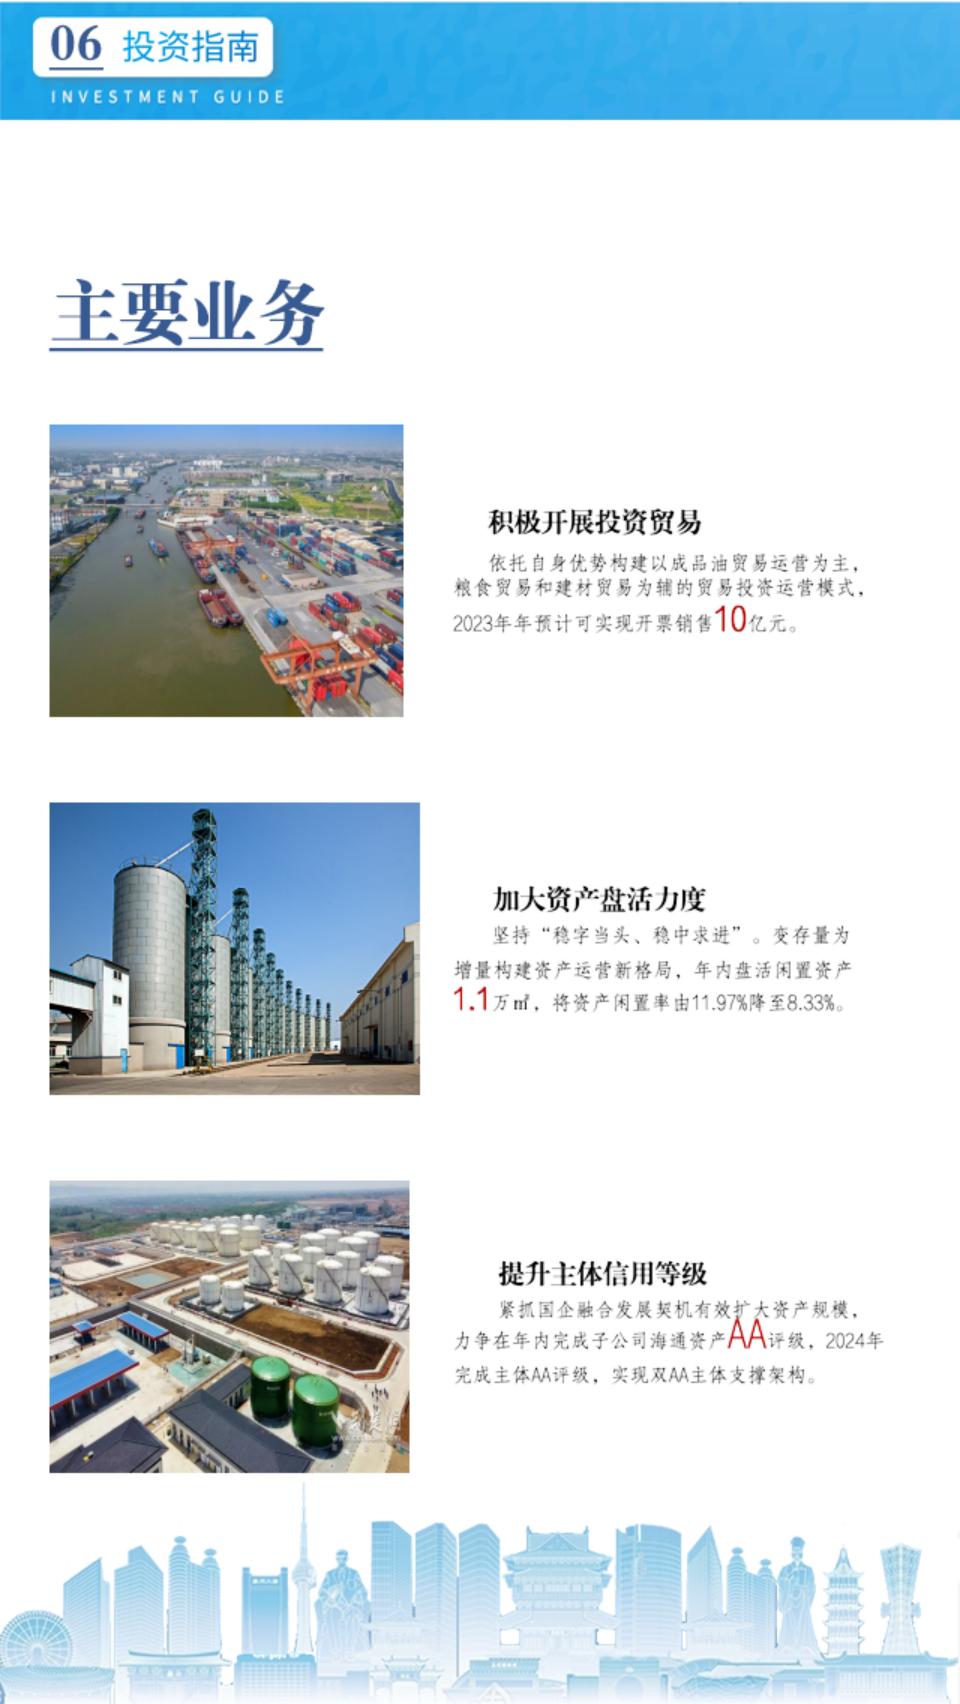 06 投资指南
INVESTMENT GUIDE
主要业务
积极开展投资贸易
依托自身优势构建以成品油贸易运营为主，
粮食贸易和建材贸易为辅的贸易投资运营模式，
2023年年预计可实现开票销售10亿元。
加大资产盘活力度
坚持“稳字当头、稳中求进”。变存量为
增量构建资产运营新格局，年内盘活闲置资产
1.1万㎡，将资产闲置率由11.97%降至8.33%。
提升主体信用等级
紧抓国企融合发展契机有效扩大资产规模，
力争在年内完成子公司海通资产AA评级，2024年
完成主体AA评级，实现双AA主体支撑架构。